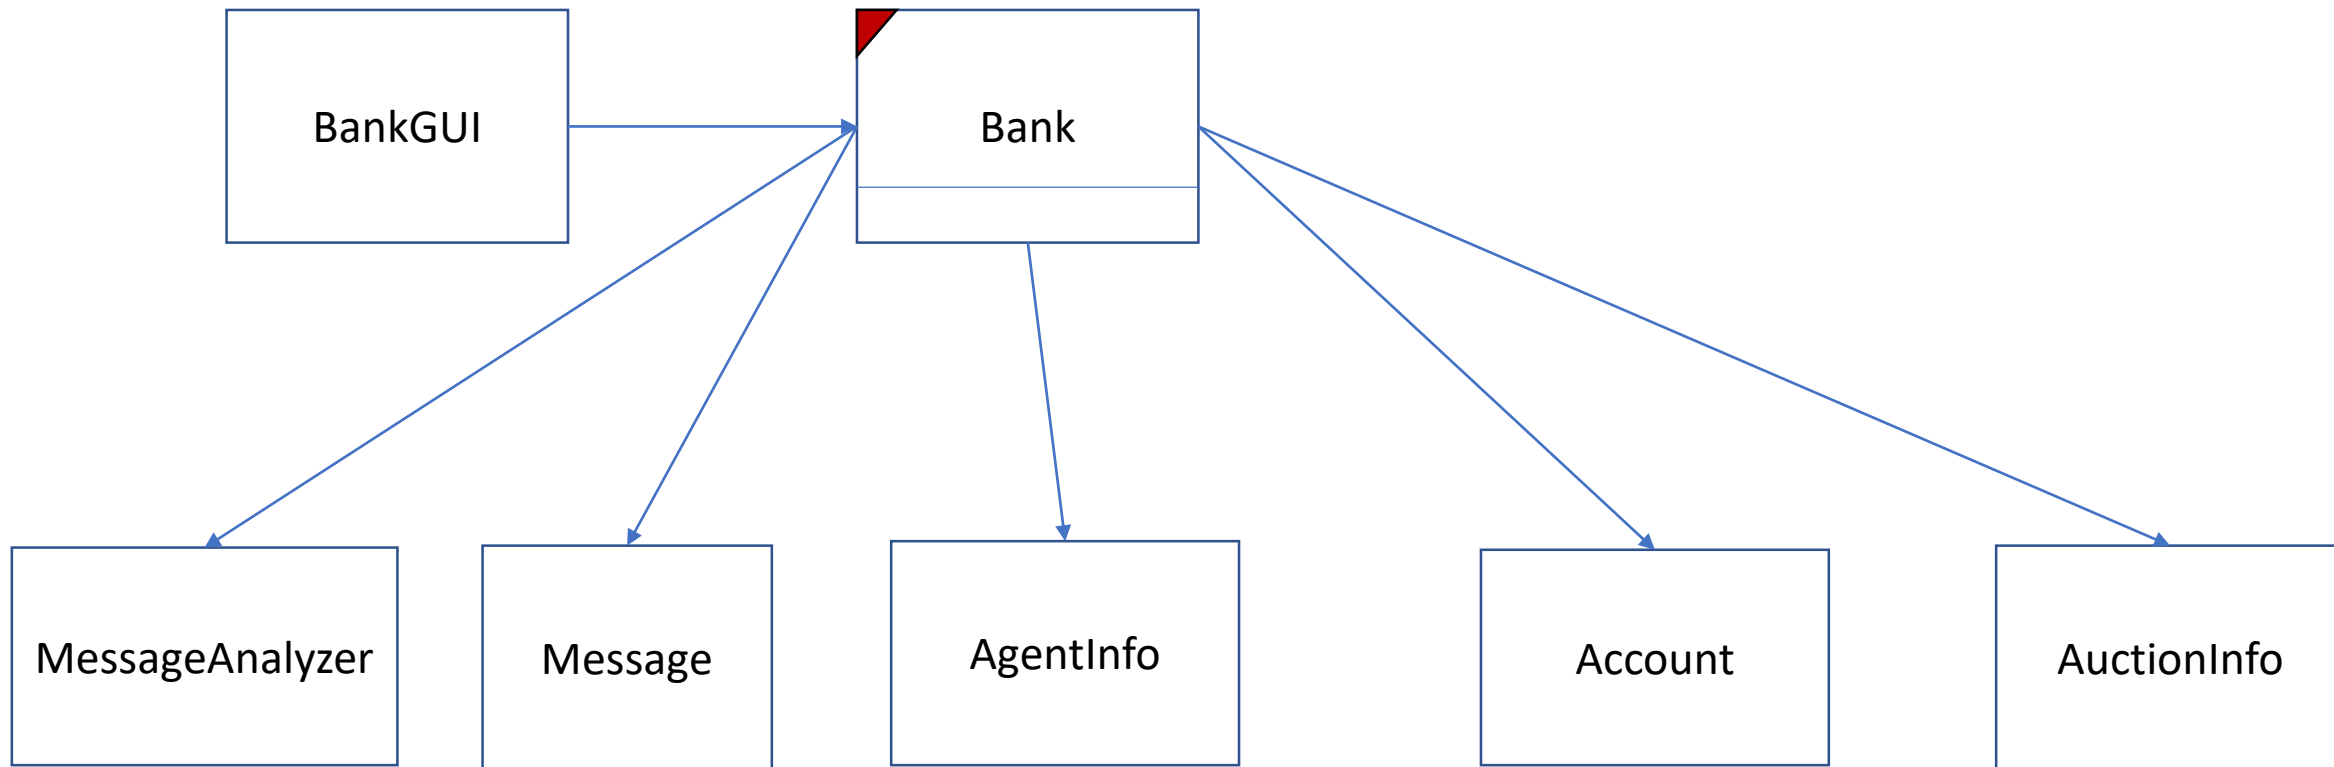 BankGUI
Bank
MessageAnalyzer
Message
AgentInfo
Account
AuctionInfo